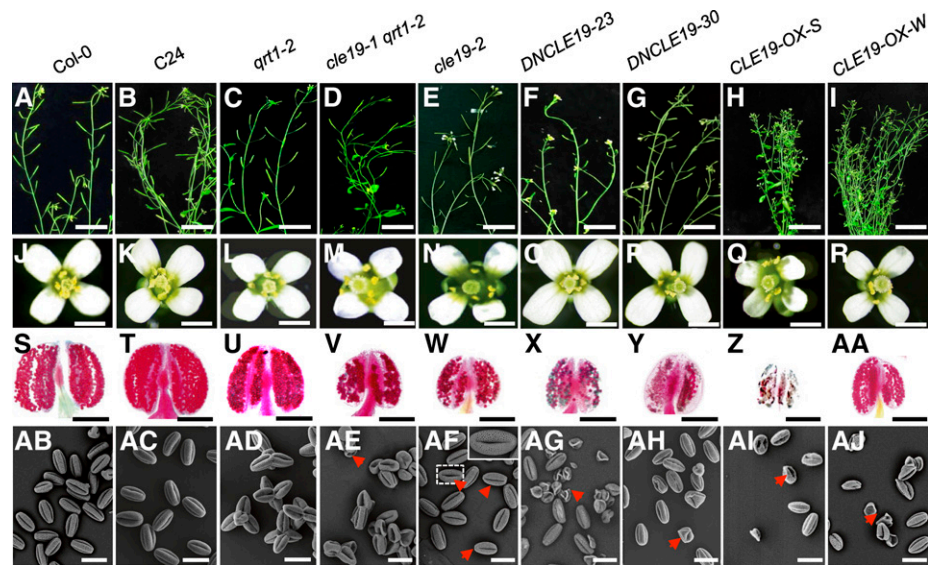 Col-0 C24 qrt1-2 cle19-1 qrt1-2 cle19-2 DNCLE19-23 DNCLE19-30 CLE19-OX-S CLE19-OX-W
A B C D E F G H I
J K L M N O P Q R
S T U V W X Y Z AA
AB AC AD AE AF AG AH AI AJ